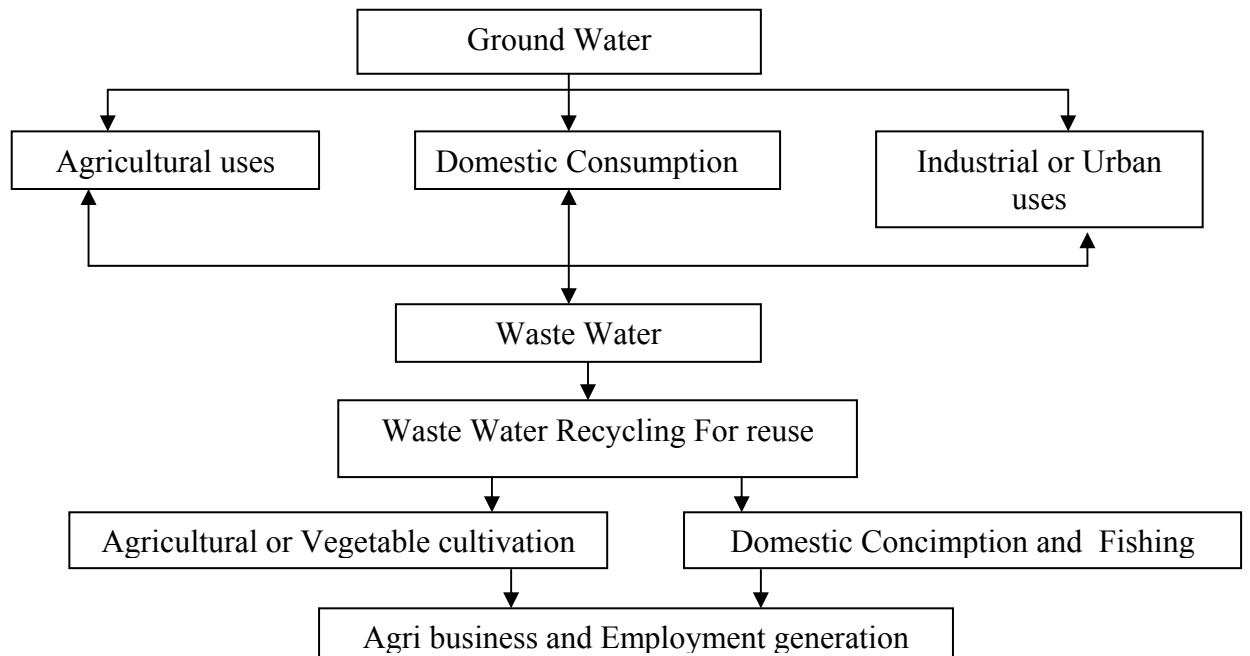 Ground Water
Agricultural uses
Domestic Consumption
Industrial or Urban
uses
Waste Water
Waste Water Recycling For reuse
Agricultural or Vegetable cultivation
Domestic Concimption and Fishing
Agri business and Employment generation